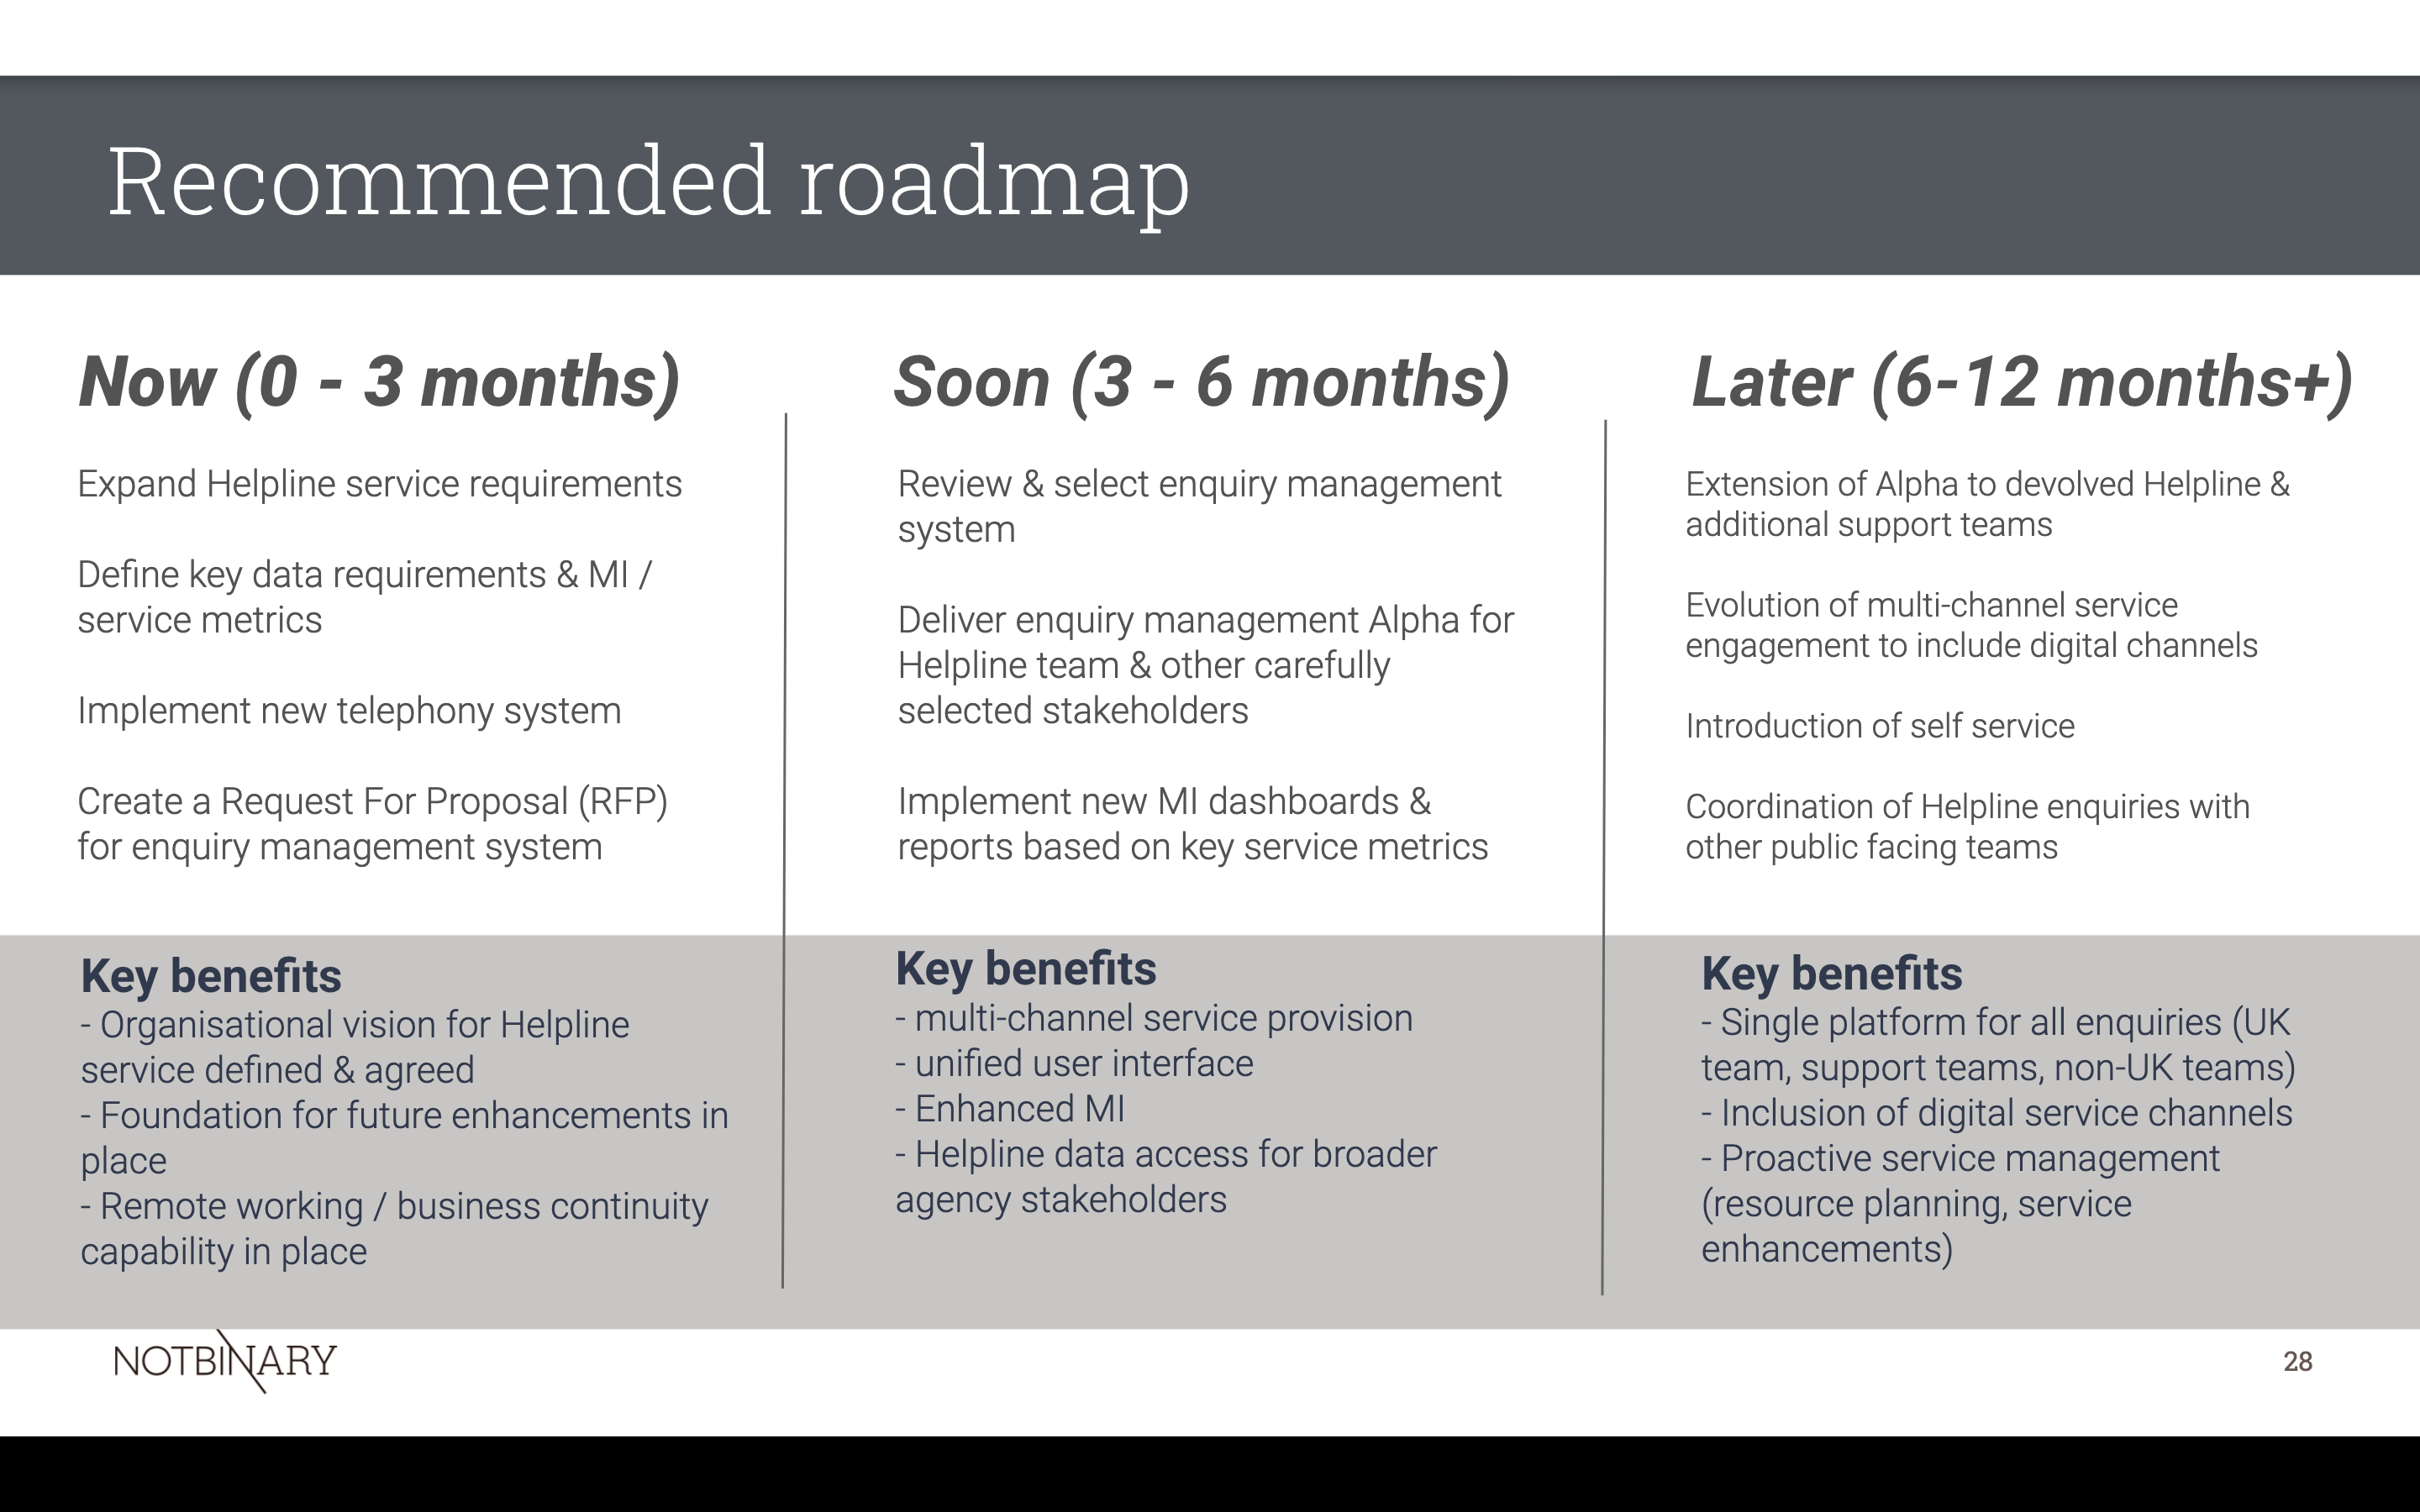 Recommended roadmap
Now (0 - 3 months)
Expand Helpline service requirements
Define key data requirements & MI /
service metrics
Implement new telephony system
Create a Request For Proposal (RFP)
for enquiry management system
Key benefits
- Organisational vision for Helpline
service defined & agreed
- Foundation for future enhancements in
place
- Remote working / business continuity
capability in place
Soon (3 - 6 months)
Review & select enquiry management
system
Deliver enquiry management Alpha for
Helpline team & other carefully
selected stakeholders
Implement new MI dashboards &
reports based on key service metrics
Key benefits
- multi-channel service provision
- unified user interface
- Enhanced MI
- Helpline data access for broader
agency stakeholders
Later (6-12 months+)
Extension of Alpha to devolved Helpline &
additional support teams
Evolution of multi-channel service
engagement to include digital channels
Introduction of self service
Coordination of Helpline enquiries with
other public facing teams
Key benefits
- Single platform for all enquiries (UK
team, support teams, non-UK teams)
- Inclusion of digital service channels
- Proactive service management
(resource planning, service
enhancements)
NOTBINARY
28